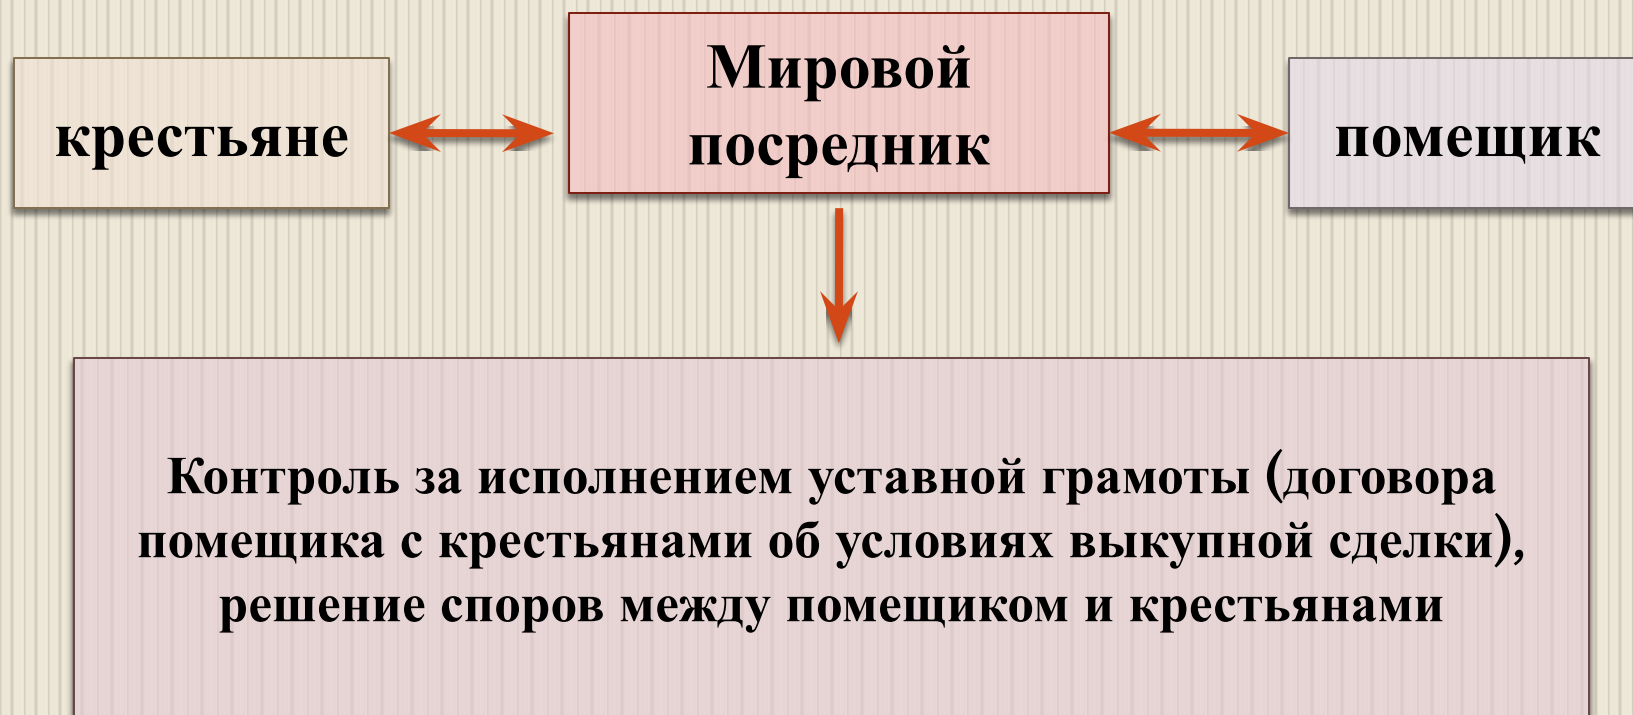 крестьяне
Мировой
посредник
помещик
Контроль за исполнением уставной грамоты (договора
помещика с крестьянами об условиях выкупной сделки),
решение споров между помещиком и крестьянами